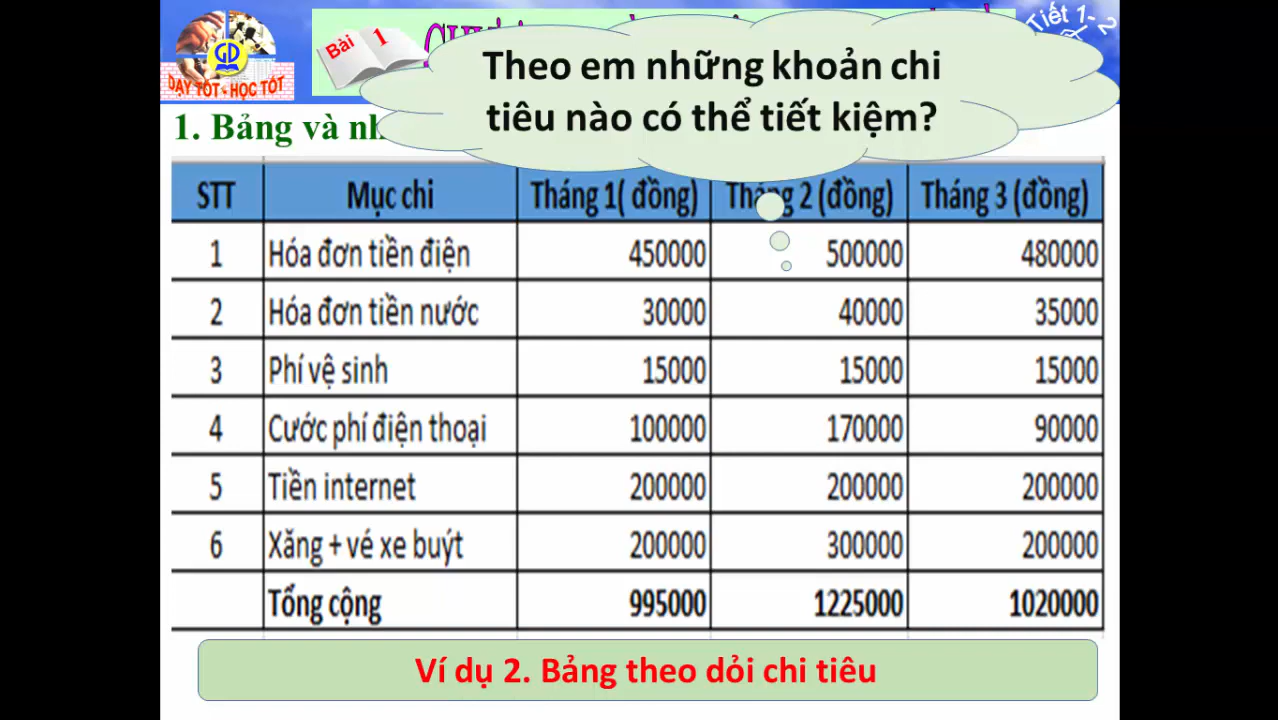 GD
DẠY TỐT - HỌC TỐT
Bài 1
Tiết 1-2
Theo em những khoản chi
tiêu nào có thể tiết kiệm?
1. Bảng và
STT Mục chi Tháng 1( đồng) Tháng 2 (đồng) Tháng 3 (đồng)
1 Hóa đơn tiền điện 450000 500000 480000
2 Hóa đơn tiền nước 30000 40000 35000
3 Phí vệ sinh 15000 15000 15000
4 Cước phí điện thoại 100000 170000 90000
5 Tiền internet 200000 200000 200000
6 Xăng + vé xe buýt 200000 300000 200000
Tổng cộng 995000 1225000 1020000
Ví dụ 2. Bảng theo dỏi chi tiêu